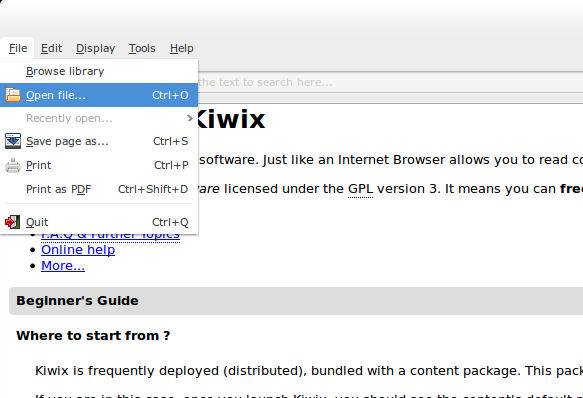 File Edit Display Tools Help
Browse library
the text to search here...
Open file... Ctrl+O
Recently open...
Kiwix
Save page as... Ctrl+S
Print Ctrl+P
software. Just like an Internet Browser allows you to read
Print as PDF Ctrl+Shift+D
licensed under the GPL version 3. It means you can
Quit Ctrl+Q
F.A.Q & Further Topics
Online help
More...
Beginner's Guide
Where to start from ?
Kiwix is frequently deployed (distributed), bundled with a content package. This
If you are in this case, once you launch Kiwix, you should see the content's default